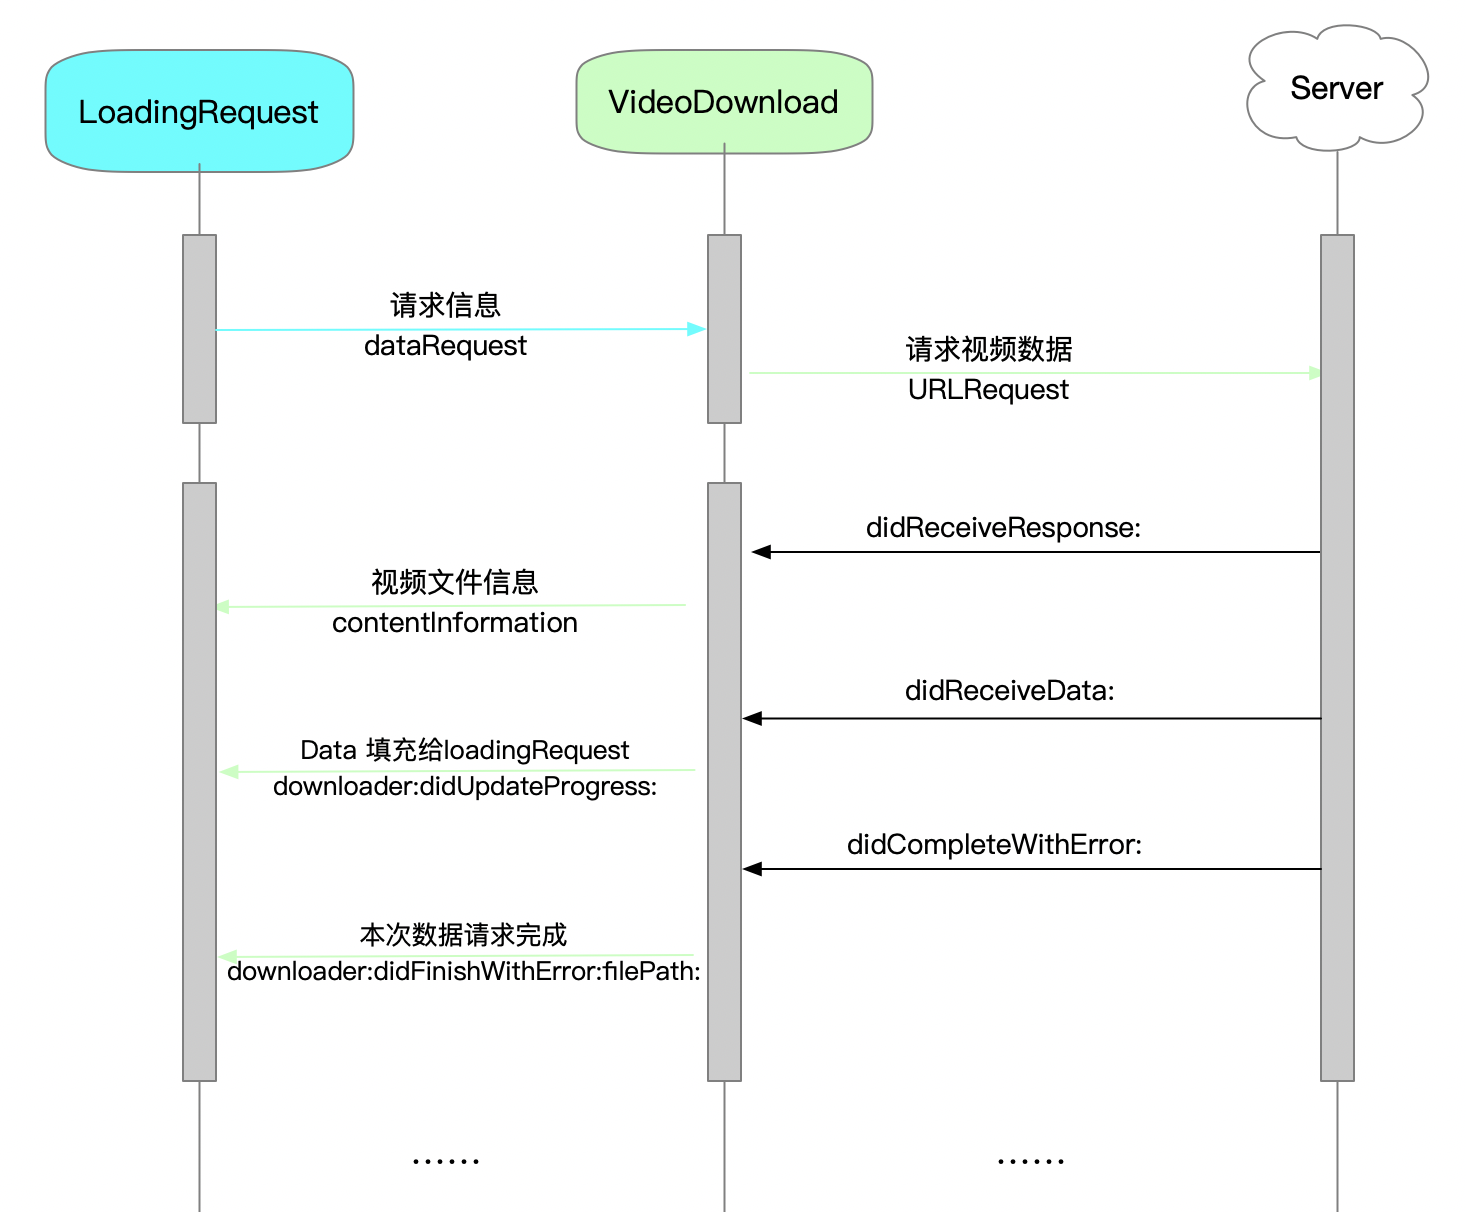 LoadingRequest
VideoDownload
Server
请求信息
dataRequest
请求视频数据
URLRequest
didReceiveResponse:
视频文件信息
contentInformation
didReceiveData:
Data 填充给loadingRequest
downloader:didUpdateProgress:
didCompleteWithError:
本次数据请求完成
downloader:didFinishWithError:filePath:
……
……